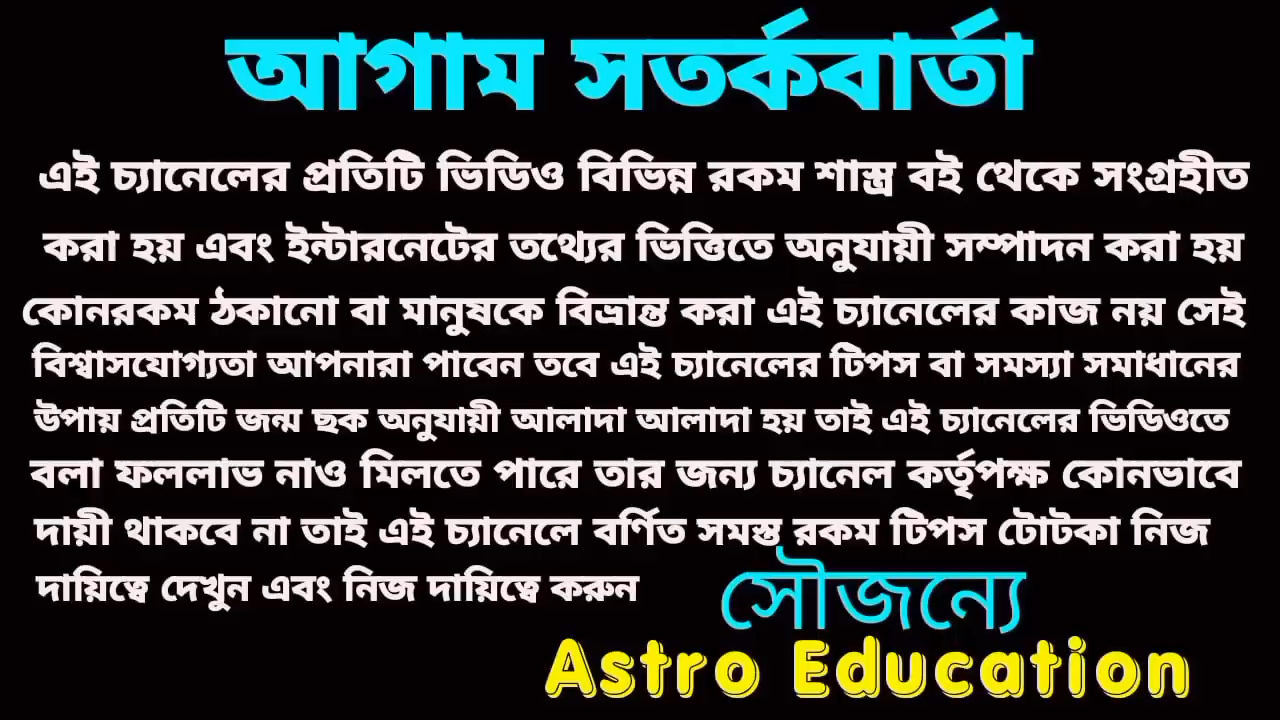 আগাম সতর্কবার্তা
এই চ্যানেলের প্রতিটি ভিডিও বিভিন্ন রকম শাস্ত্র বই থেকে সংগ্রহীত
করা হয় এবং ইন্টারনেটের তথ্যের ভিত্তিতে অনুযায়ী সম্পাদন করা হয়
কোনরকম ঠকানো বা মানুষকে বিভ্রান্ত করা এই চ্যানেলের কাজ নয় সেই
বিশ্বাসযোগ্যতা আপনারা পাবেন তবে এই চ্যানেলের টিপস বা সমস্যা সমাধানের
উপায় প্রতিটি জন্ম ছক অনুযায়ী আলাদা আলাদা হয় তাই এই চ্যানেলের ভিডিওতে
বলা ফললাভ নাও মিলতে পারে তার জন্য চ্যানেল কর্তৃপক্ষ কোনভাবে
দায়ী থাকবে না তাই এই চ্যানেলে বর্ণিত সমস্ত রকম টিপস টোটকা নিজ
দায়িত্বে দেখুন এবং নিজ দায়িত্বে করুন
সৌজন্যে
Astro Education